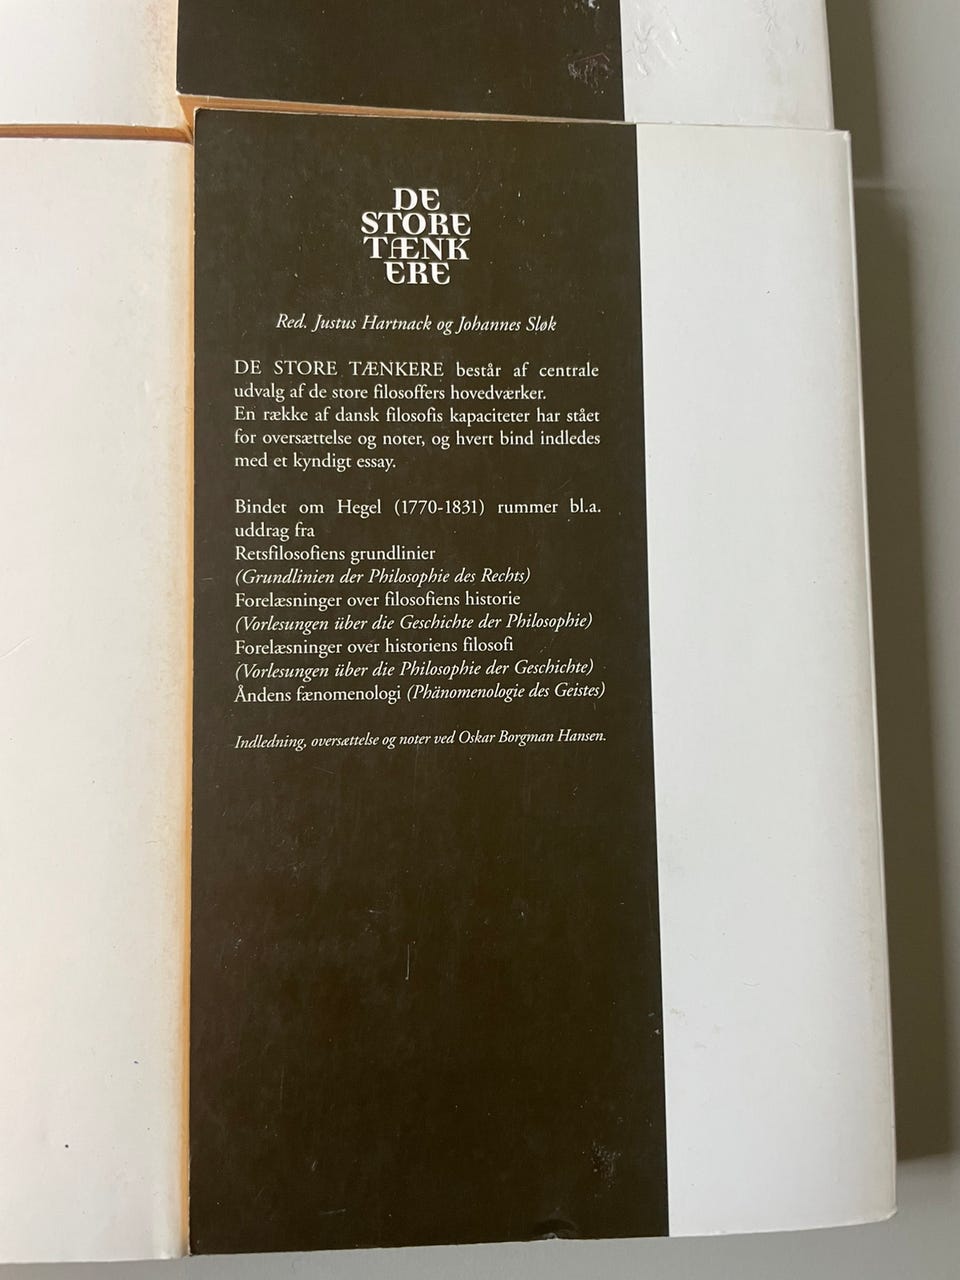 DE
STORE
TÆNK
ERE
Red. Justus Hartnack og Johannes Sløk
DE STORE TÆNKERE består af centrale
udvalg af de store filosoffers hovedværker.
En række af dansk filosofis kapaciteter har stået
for oversættelse og noter, og hvert bind indledes
med et kyndigt essay.
Bindet om Hegel (1770-1831) rummer bl.a.
uddrag fra
Retsfilosofiens grundlinier
(Grundlinien der Philosophie des Rechts)
Forelæsninger over filosofiens historie
(Vorlesungen über die Geschichte der Philosophie)
Forelæsninger over historiens filosofi
(Vorlesungen über die Philosophie der Geschichte)
Åndens fænomenologi (Phänomenologie des Geistes)
Indledning, oversættelse og noter ved Oskar Borgman Hansen.